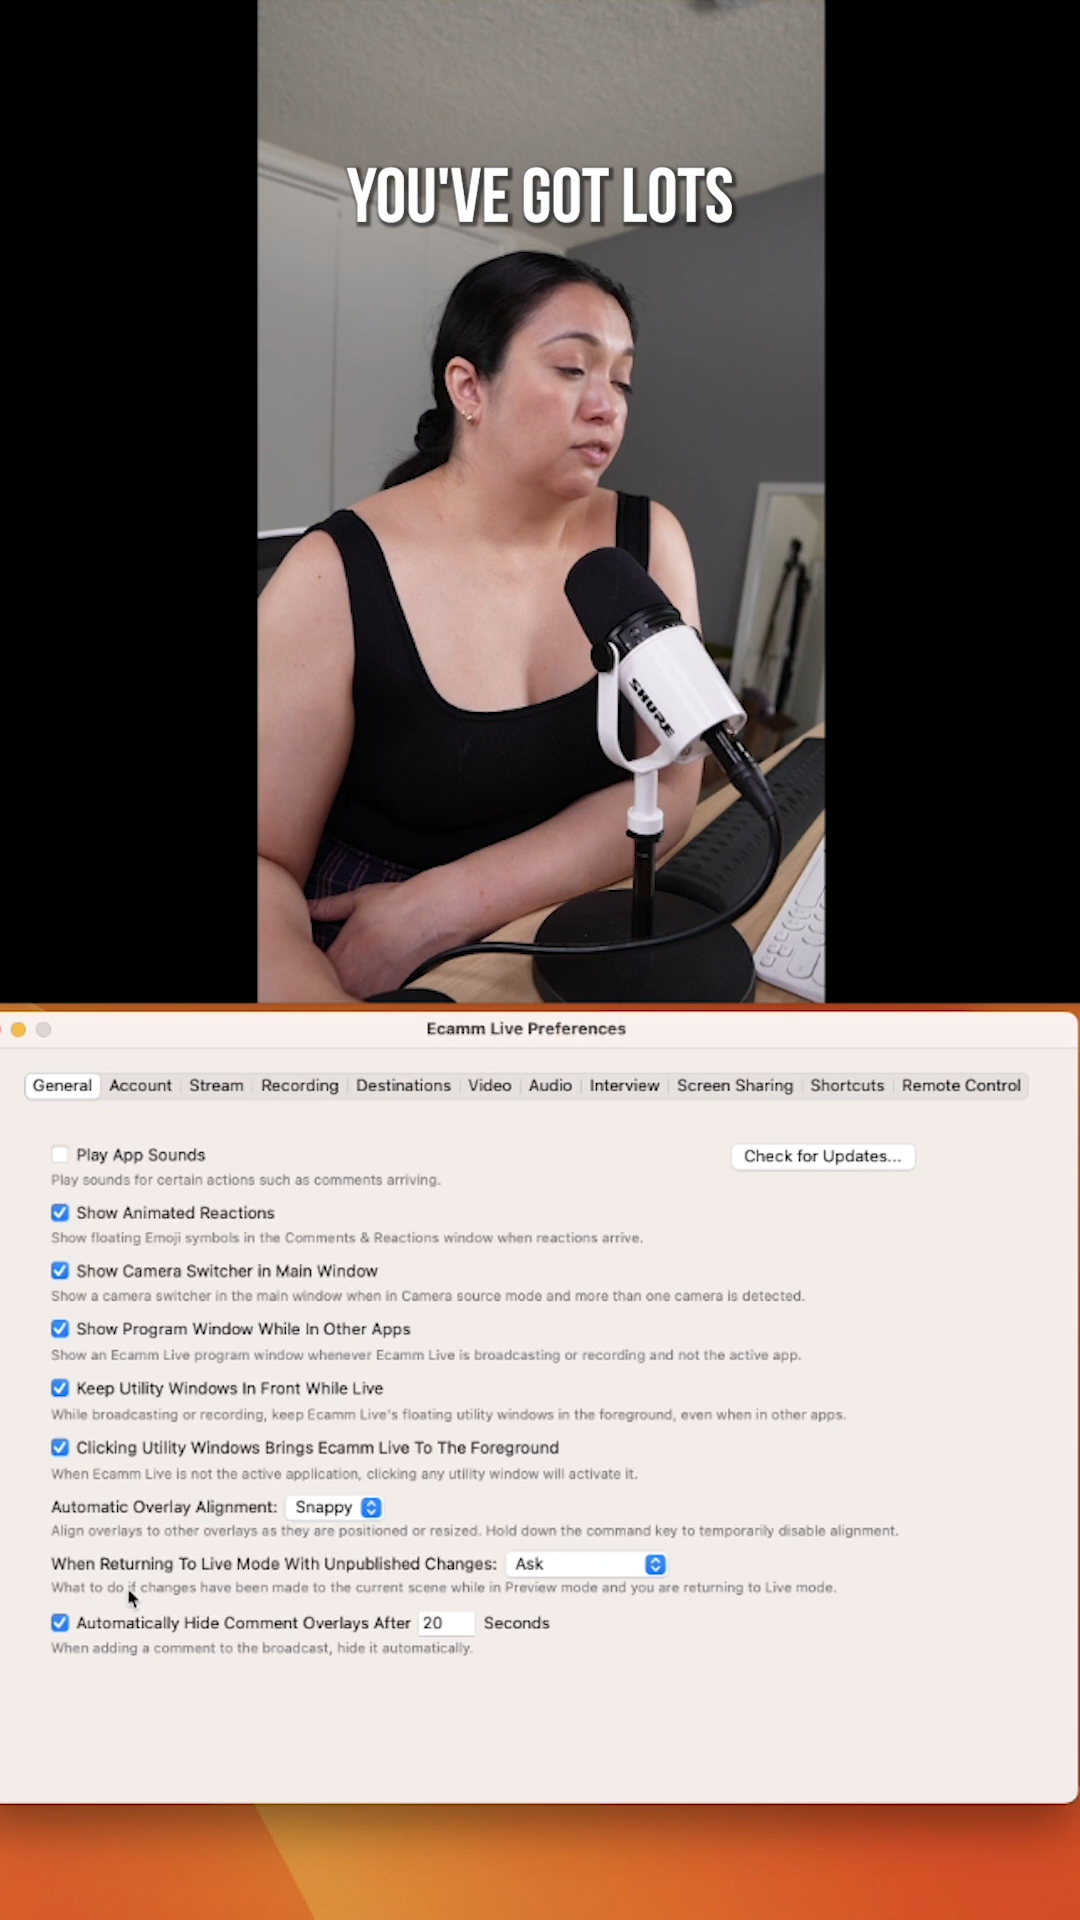 YOU'VE GOT LOTS
SHURE
Ecamm Live Preferences
General Account Stream Recording Destinations Video Audio Interview Screen Sharing Shortcuts Remote Control
Play App Sounds
Check for Updates...
Play sounds for certain actions such as comments arriving.
Show Animated Reactions
Show floating Emoji symbols in the Comments & Reactions window when reactions arrive.
Show Camera Switcher in Main Window
Show a camera switcher in the main window when in Camera source mode and more than one camera is detected.
Show Program Window While In Other Apps
Show an Ecamm Live program window whenever Ecamm Live is broadcasting or recording and not the active app.
Keep Utility Windows In Front While Live
While broadcasting or recording, keep Ecamm Live's floating utility windows in the foreground, even when in other apps.
Clicking Utility Windows Brings Ecamm Live To The Foreground
When Ecamm Live is not the active application, clicking any utility window will activate it.
Automatic Overlay Alignment: Snappy
Align overlays to other overlays as they are positioned or resized. Hold down the command key to temporarily disable alignment.
When Returning To Live Mode With Unpublished Changes: Ask
What to do if changes have been made to the current scene while in Preview mode and you are returning to Live mode.
Automatically Hide Comment Overlays After 20 Seconds
When adding a comment to the broadcast, hide it automatically.